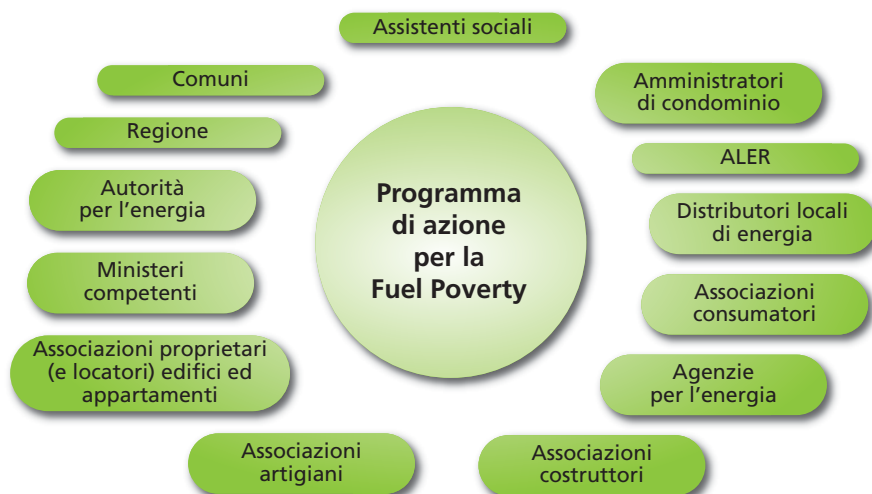 Assistenti sociali
Comuni
Regione
Autorità
per l'energia
Ministeri
competenti
Associazioni proprietari
(e locatori) edifici ed
appartamenti
Associazioni
artigiani
Programma
di azione
per la
Fuel Poverty
Amministratori
di condominio
ALER
Distributori locali
di energia
Associazioni
consumatori
Agenzie
per l'energia
Associazioni
costruttori